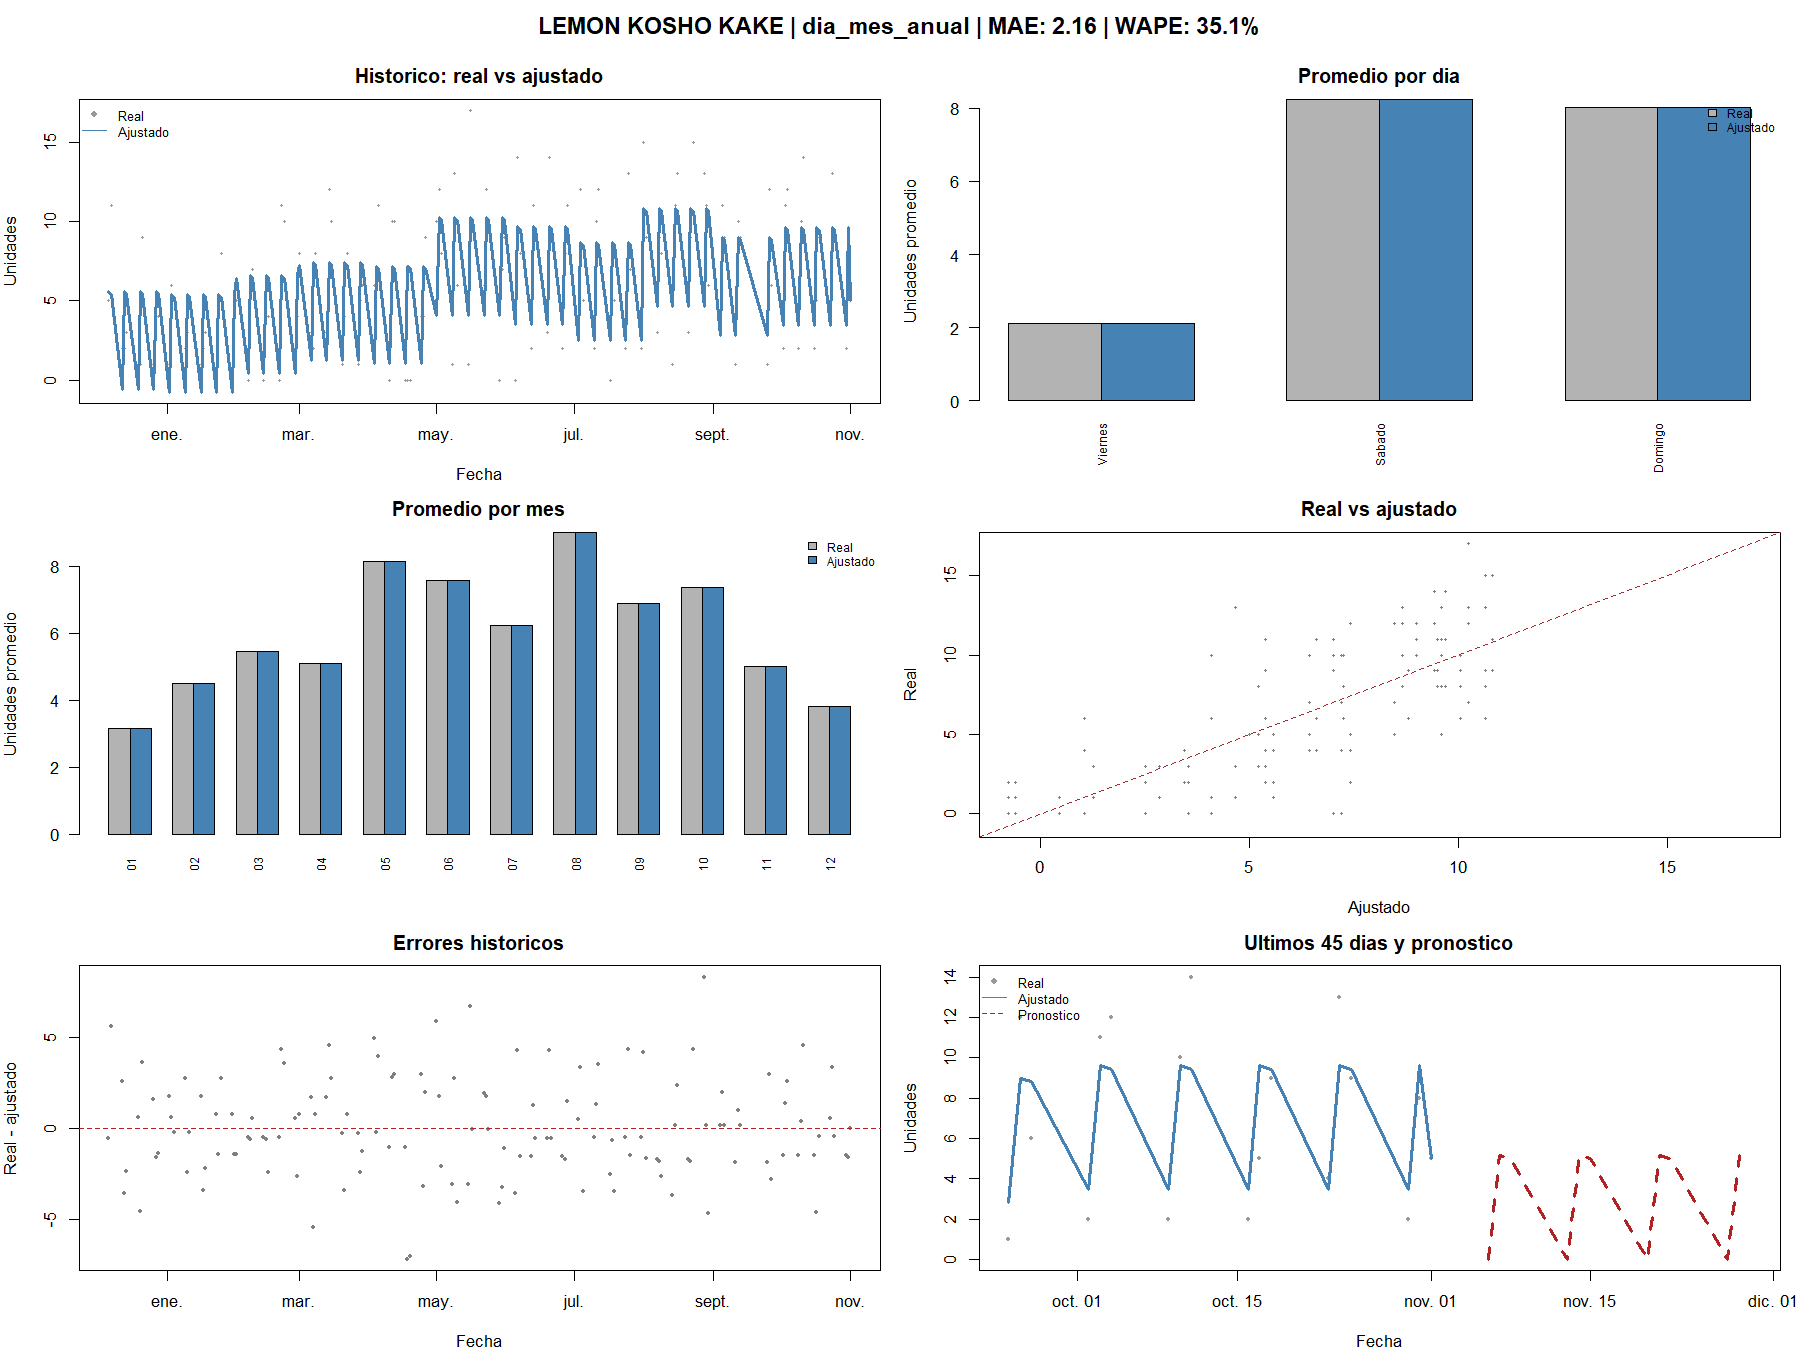 LEMON KOSHO KAKE | dia_mes_anual | MAE: 2.16 | WAPE: 35.1%
Historico: real vs ajustado
Real
Ajustado
Unidades
0 5 10 15
ene. mar. may. jul. sept. nov.
Fecha
Promedio por dia
Real
Ajustado
Unidades promedio
0 2 4 6 8
Viernes Sabado Domingo
Promedio por mes
Real
Ajustado
Unidades promedio
0 2 4 6 8
01 02 03 04 05 06 07 08 09 10 11 12
Real vs ajustado
Real
0 5 10 15
0 5 10 15
Ajustado
Errores historicos
Real - ajustado
-5 0 5
ene. mar. may. jul. sept. nov.
Fecha
Ultimos 45 dias y pronostico
Real
Ajustado
Pronostico
Unidades
0 2 4 6 8 10 12 14
oct. 01 oct. 15 nov. 01 nov. 15 dic. 01
Fecha